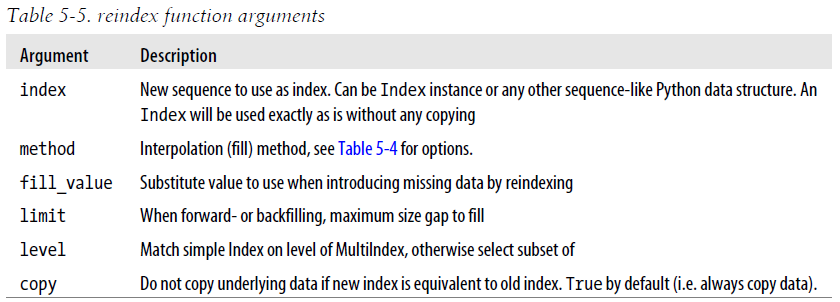 Table 5-5. reindex function arguments
Argument Description
index New sequence to use as index. Can be Index instance or any other sequence-like Python data structure. An
Index will be used exactly as is without any copying
method Interpolation (fill) method, see Table 5-4 for options.
fill_value Substitute value to use when introducing missing data by reindexing
limit When forward- or backfilling, maximum size gap to fill
level Match simple Index on level of MultiIndex, otherwise select subset of
copy Do not copy underlying data if new index is equivalent to old index. True by default (i.e. always copy data).